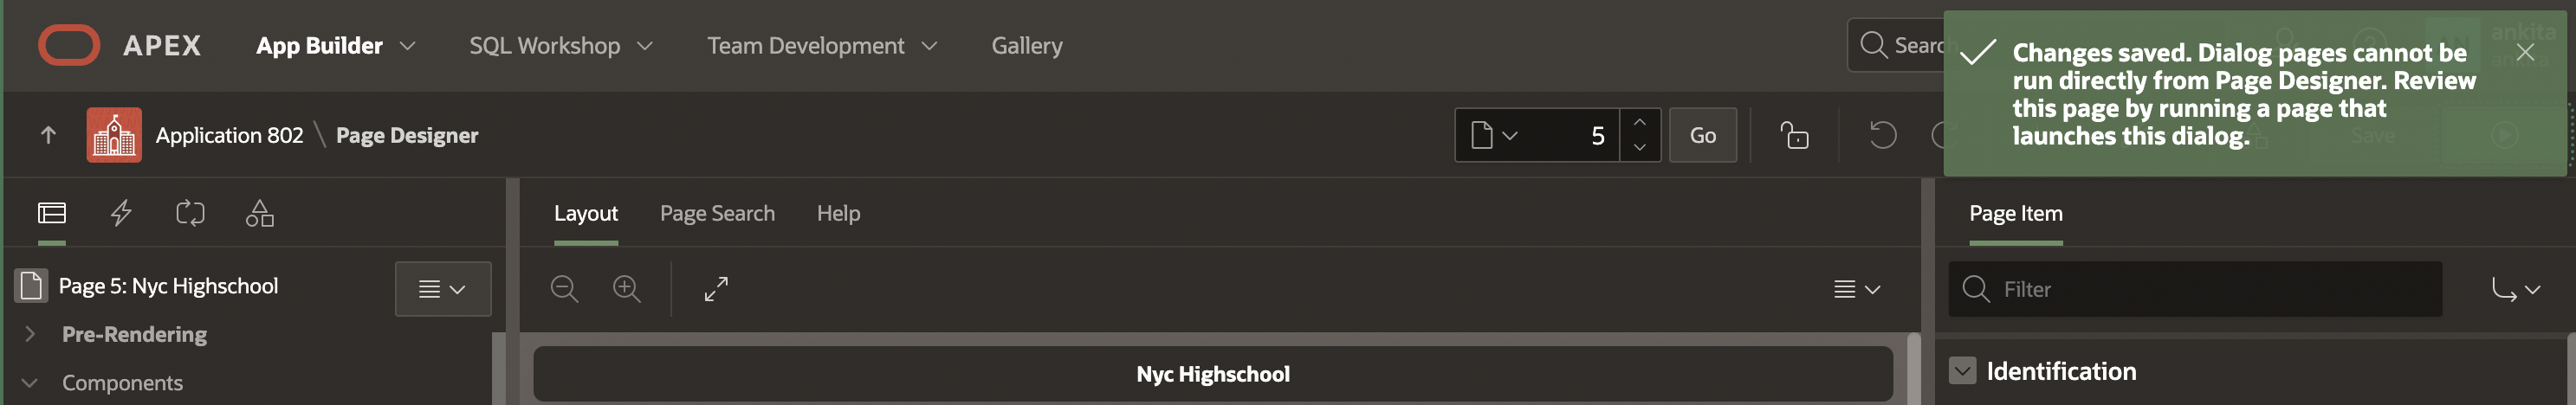 APEX App Builder SQL Workshop Team Development Gallery Search
Changes saved. Dialog pages cannot be
run directly from Page Designer. Review
this page by running a page that
launches this dialog.
ankita
Application 802 \ Page Designer 5 Go Save
Layout Page Search Help Page Item
Page 5: Nyc Highschool Filter
Pre-Rendering
Nyc Highschool Identification
Components